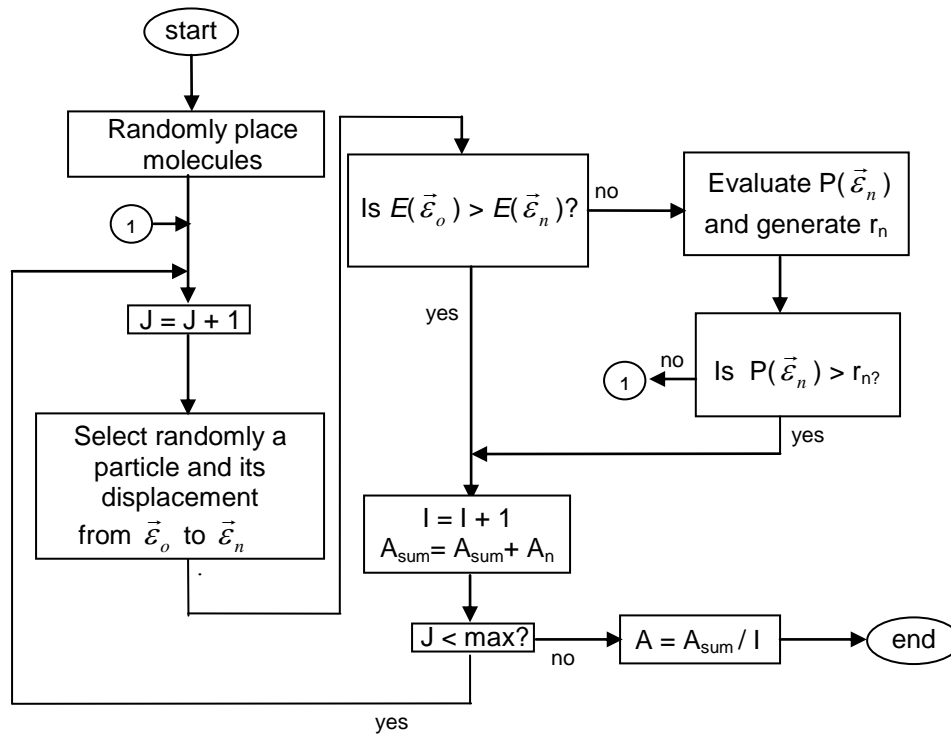 start
Randomly place
molecules
1
J = J + 1
Select randomly a
particle and its
displacement
from ε⃗ₒ to ε⃗ₙ
Is E(ε⃗ₒ) > E(ε⃗ₙ)?
no
Evaluate P(ε⃗ₙ)
and generate rₙ
yes
Is P(ε⃗ₙ) > rₙ?
no
1
yes
I = I + 1
Aₛᵤₘ= Aₛᵤₘ+ Aₙ
J < max?
no
A = Aₛᵤₘ / I
end
yes